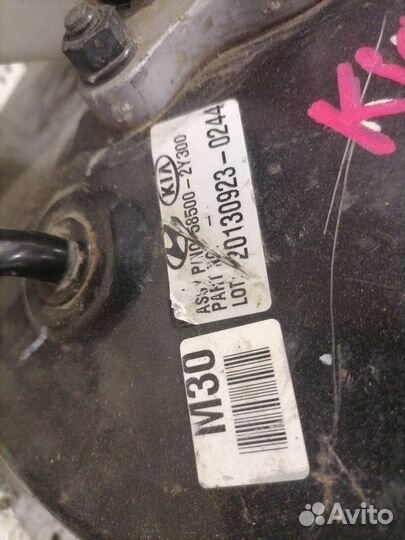 KIA
ASSY P/NO 58500-2Y300
PART NO -
LOT 20130923-0244
M30
Avito